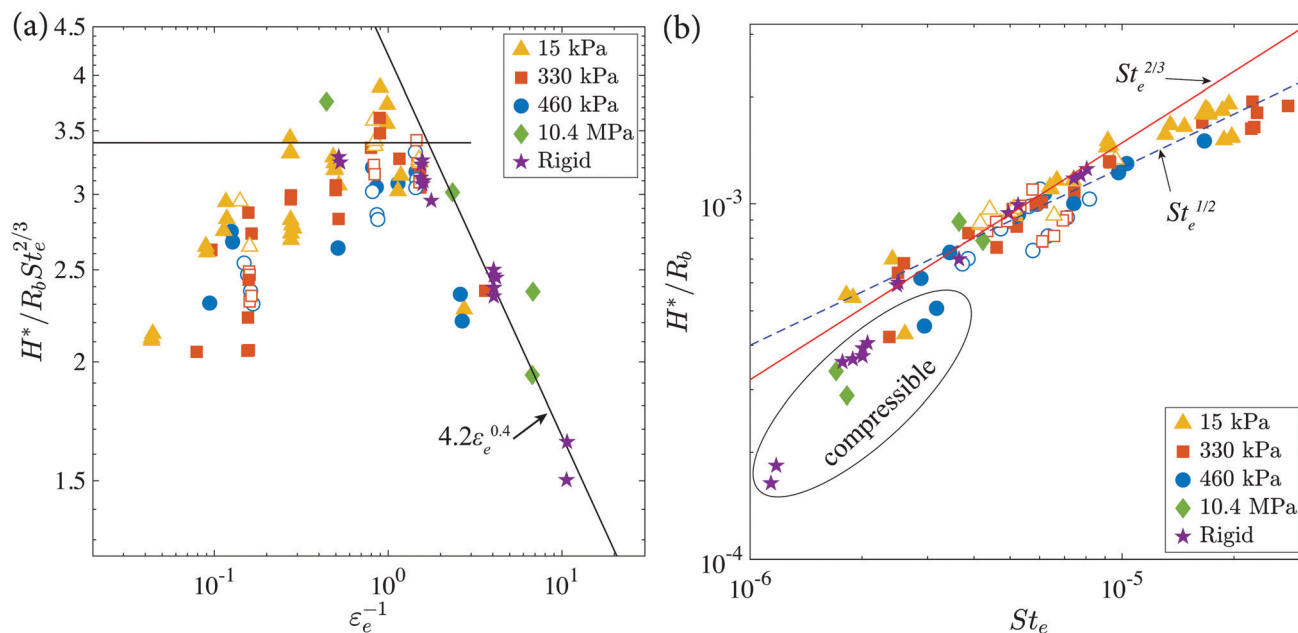 (a)
4.5
4
3.5
3
2.5
2
1.5
H*/R_b St_e^{2/3}
10^{-1}
10^0
10^1
ε_e^{-1}
15 kPa
330 kPa
460 kPa
10.4 MPa
Rigid
4.2ε_e^{0.4}
(b)
H*/R_b
10^{-3}
10^{-4}
10^{-6}
10^{-5}
St_e
St_e^{2/3}
St_e^{1/2}
compressible
15 kPa
330 kPa
460 kPa
10.4 MPa
Rigid